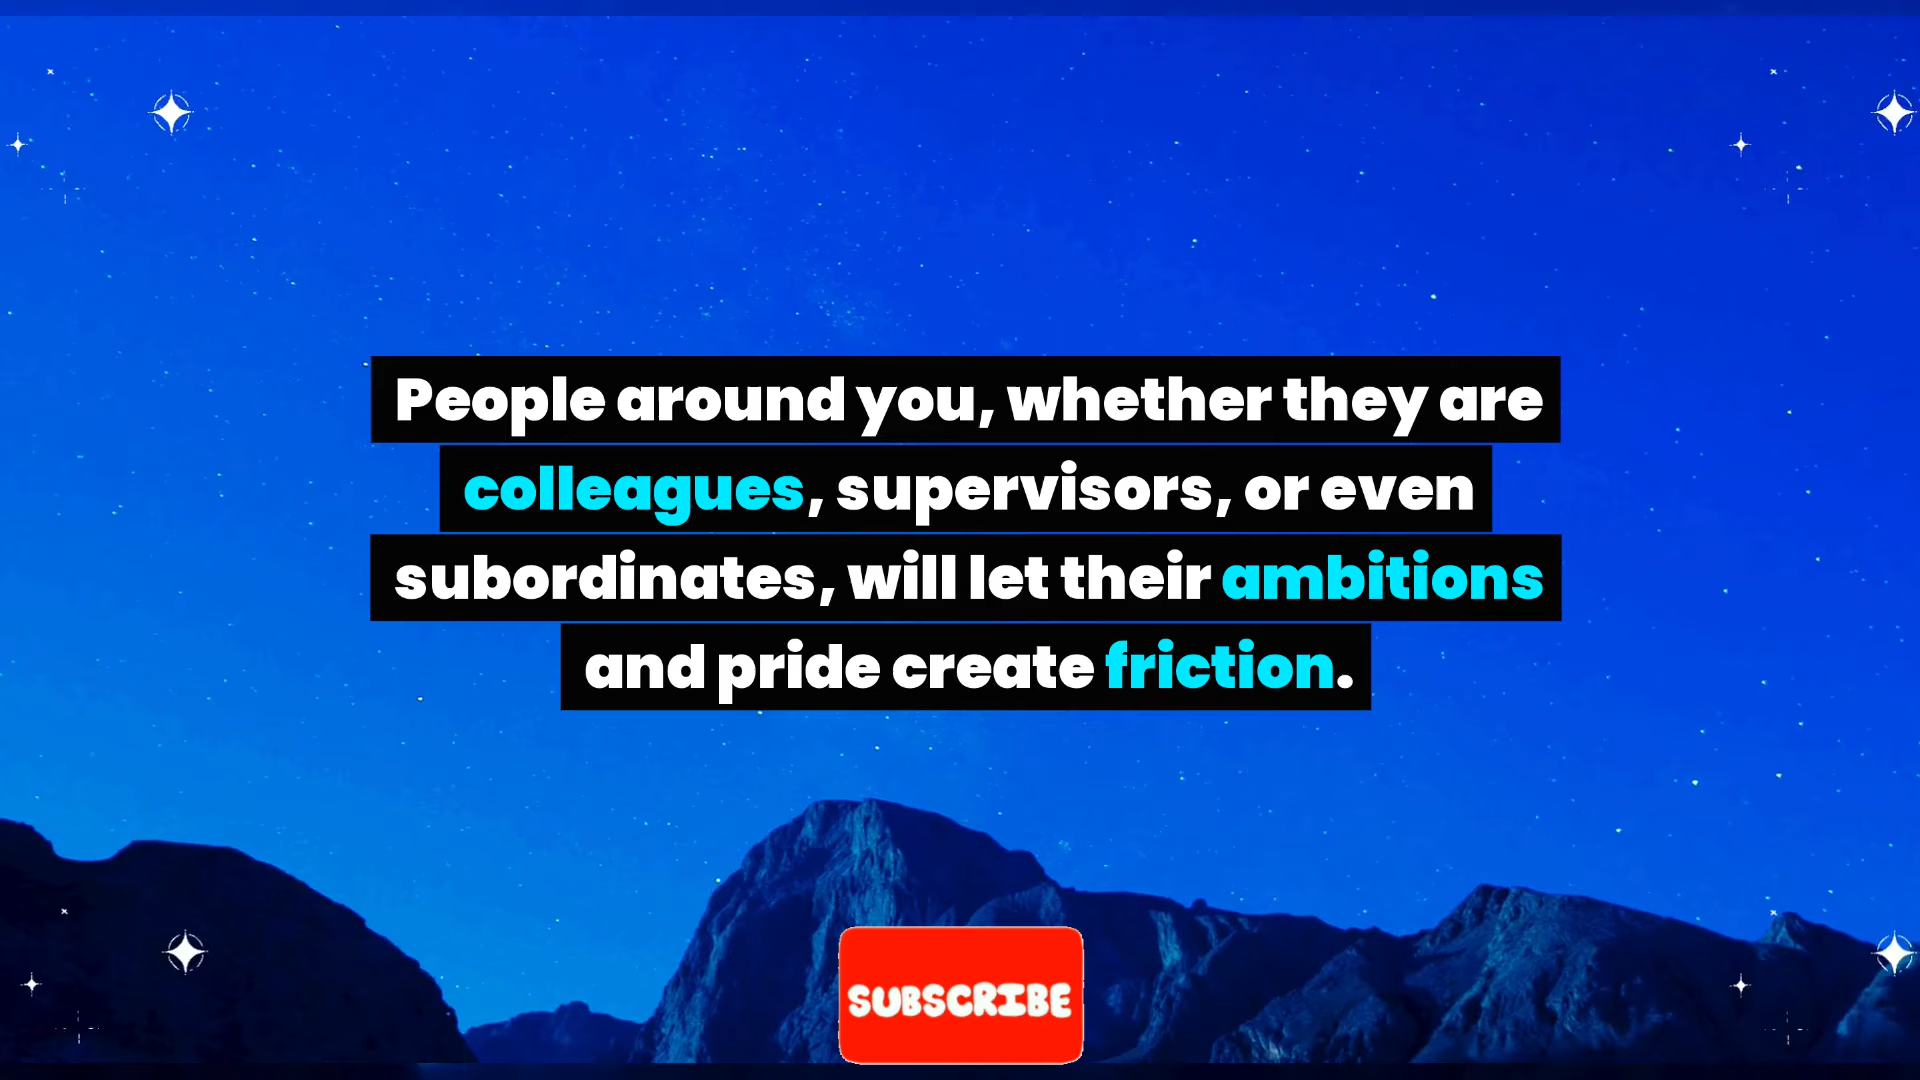 People around you, whether they are
colleagues, supervisors, or even
subordinates, will let their ambitions
and pride create friction.
SUBSCRIBE